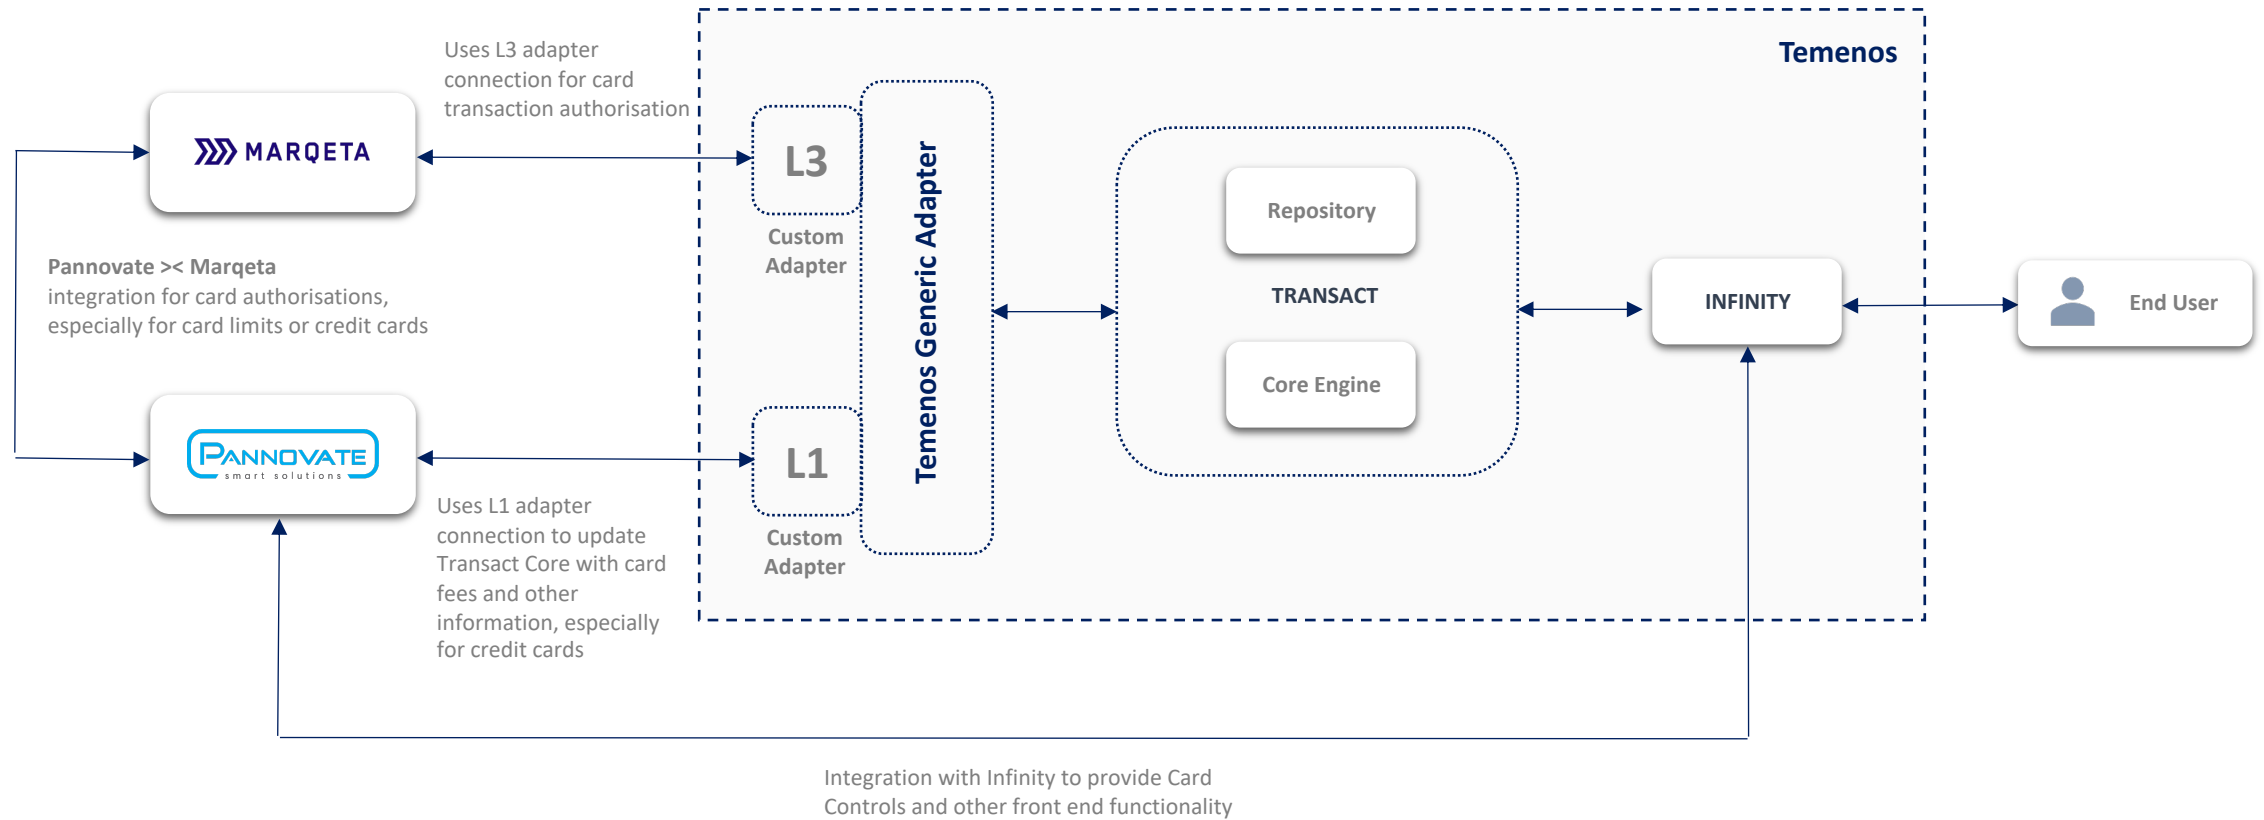 Uses L3 adapter
connection for card
transaction authorisation
Temenos
MARQETA
L3
Custom
Adapter
Temenos Generic Adapter
Repository
TRANSACT
Core Engine
INFINITY
End User
Pannovate >< Marqeta
integration for card authorisations,
especially for card limits or credit cards
PANNOVATE
smart solutions
L1
Custom
Adapter
Uses L1 adapter
connection to update
Transact Core with card
fees and other
information, especially
for credit cards
Integration with Infinity to provide Card
Controls and other front end functionality